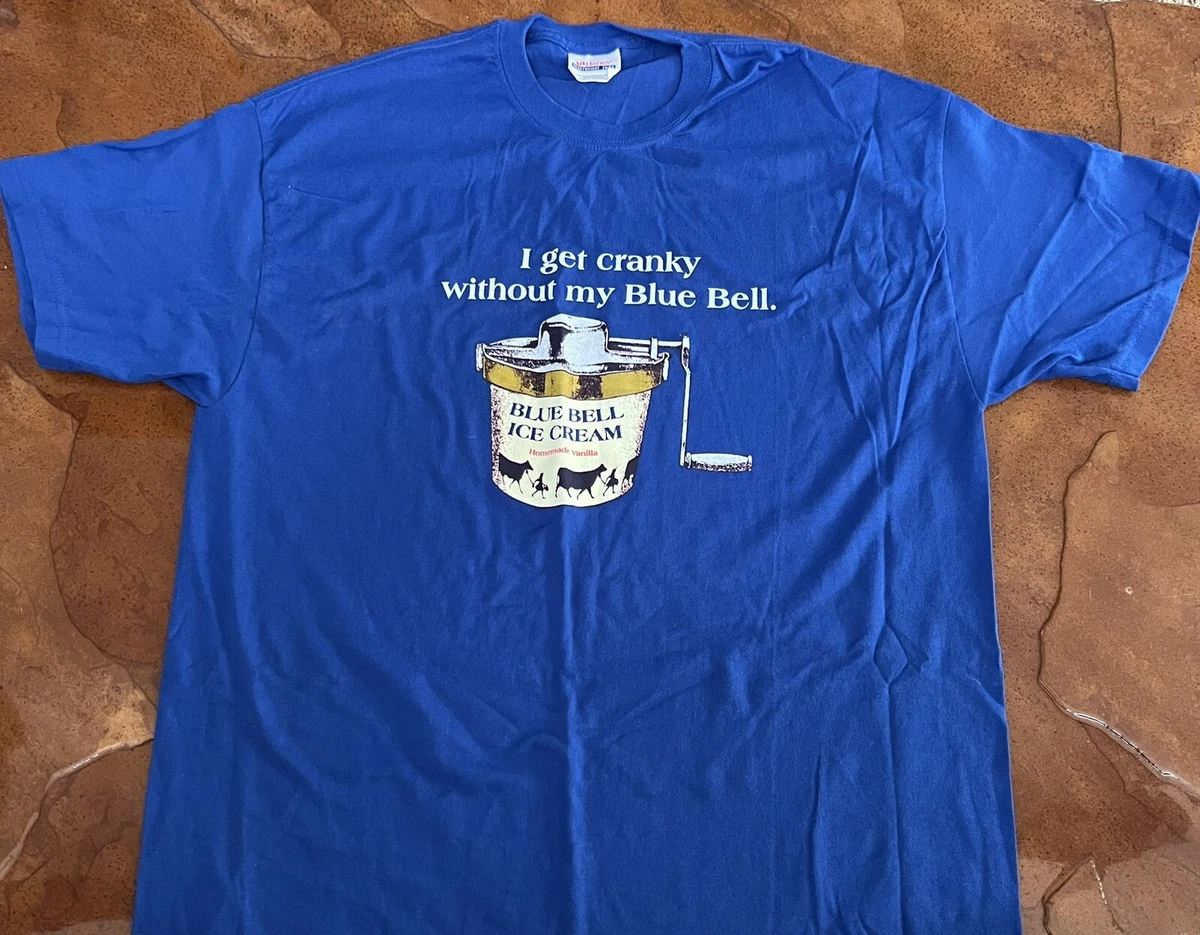 I get cranky
without my Blue Bell.
BLUE BELL
ICE CREAM
Homemade Vanilla